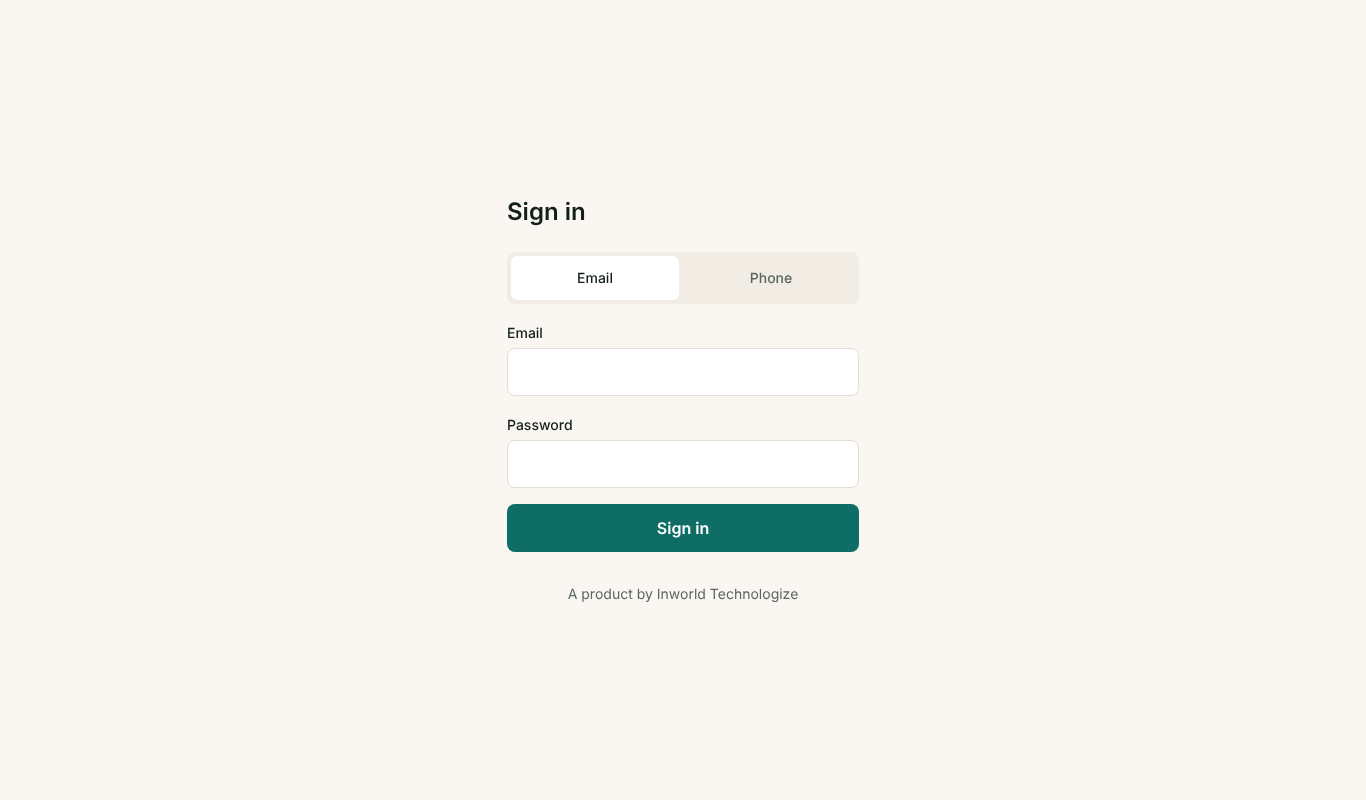 Sign in
Email
Phone
Email
Password
Sign in
A product by Inworld Technologize